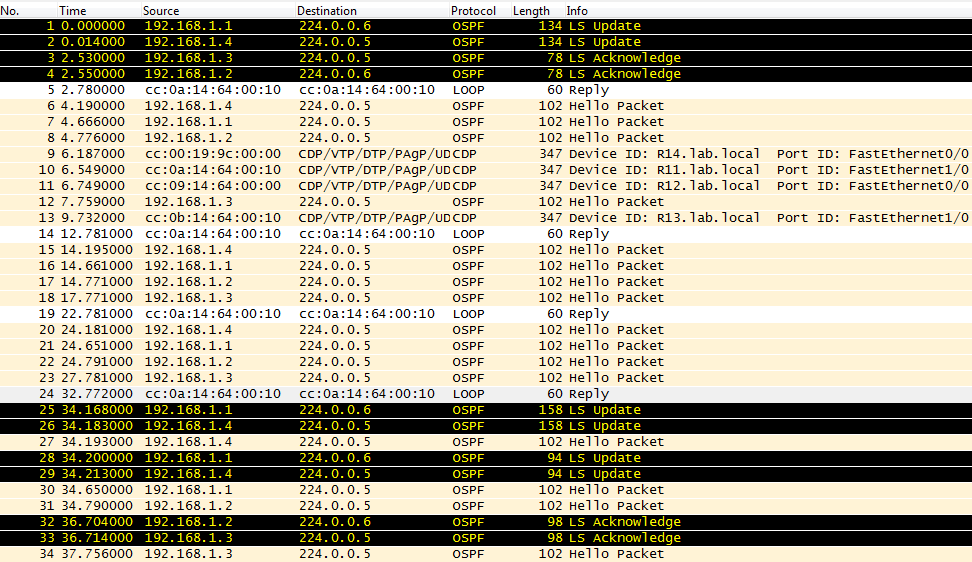 No. Time Source Destination Protocol Length Info
1 0.000000 192.168.1.1 224.0.0.6 OSPF 134 LS Update
2 0.014000 192.168.1.4 224.0.0.5 OSPF 134 LS Update
3 2.530000 192.168.1.3 224.0.0.5 OSPF 78 LS Acknowledge
4 2.550000 192.168.1.2 224.0.0.6 OSPF 78 LS Acknowledge
5 2.780000 cc:0a:14:64:00:10 cc:0a:14:64:00:10 LOOP 60 Reply
6 4.190000 192.168.1.4 224.0.0.5 OSPF 102 Hello Packet
7 4.666000 192.168.1.1 224.0.0.5 OSPF 102 Hello Packet
8 4.776000 192.168.1.2 224.0.0.5 OSPF 102 Hello Packet
9 6.187000 cc:00:19:9c:00:00 CDP/VTP/DTP/PAgP/UD CDP 347 Device ID: R14.lab.local Port ID: FastEthernet0/0
10 6.549000 cc:0a:14:64:00:10 CDP/VTP/DTP/PAgP/UD CDP 347 Device ID: R11.lab.local Port ID: FastEthernet1/0
11 6.749000 cc:09:14:64:00:00 CDP/VTP/DTP/PAgP/UD CDP 347 Device ID: R12.lab.local Port ID: FastEthernet0/0
12 7.759000 192.168.1.3 224.0.0.5 OSPF 102 Hello Packet
13 9.732000 cc:0b:14:64:00:10 CDP/VTP/DTP/PAgP/UD CDP 347 Device ID: R13.lab.local Port ID: FastEthernet1/0
14 12.781000 cc:0a:14:64:00:10 cc:0a:14:64:00:10 LOOP 60 Reply
15 14.195000 192.168.1.4 224.0.0.5 OSPF 102 Hello Packet
16 14.661000 192.168.1.1 224.0.0.5 OSPF 102 Hello Packet
17 14.771000 192.168.1.2 224.0.0.5 OSPF 102 Hello Packet
18 17.771000 192.168.1.3 224.0.0.5 OSPF 102 Hello Packet
19 22.781000 cc:0a:14:64:00:10 cc:0a:14:64:00:10 LOOP 60 Reply
20 24.181000 192.168.1.4 224.0.0.5 OSPF 102 Hello Packet
21 24.651000 192.168.1.1 224.0.0.5 OSPF 102 Hello Packet
22 24.791000 192.168.1.2 224.0.0.5 OSPF 102 Hello Packet
23 27.781000 192.168.1.3 224.0.0.5 OSPF 102 Hello Packet
24 32.772000 cc:0a:14:64:00:10 cc:0a:14:64:00:10 LOOP 60 Reply
25 34.168000 192.168.1.1 224.0.0.6 OSPF 158 LS Update
26 34.183000 192.168.1.4 224.0.0.5 OSPF 158 LS Update
27 34.193000 192.168.1.4 224.0.0.5 OSPF 102 Hello Packet
28 34.200000 192.168.1.1 224.0.0.6 OSPF 94 LS Update
29 34.213000 192.168.1.4 224.0.0.5 OSPF 94 LS Update
30 34.650000 192.168.1.1 224.0.0.5 OSPF 102 Hello Packet
31 34.790000 192.168.1.2 224.0.0.5 OSPF 102 Hello Packet
32 36.704000 192.168.1.2 224.0.0.6 OSPF 98 LS Acknowledge
33 36.714000 192.168.1.3 224.0.0.5 OSPF 98 LS Acknowledge
34 37.756000 192.168.1.3 224.0.0.5 OSPF 102 Hello Packet